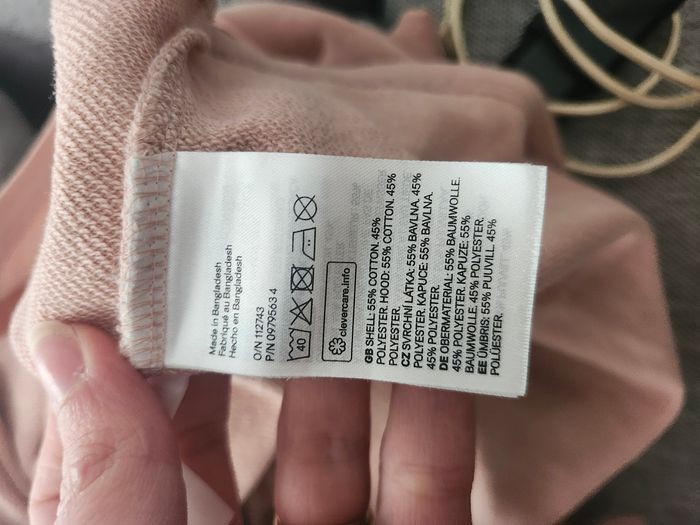 Made in Bangladesh
Fabriqué au Bangladesh
Hecho en Bangladesh
O/N 112743
P/N 0979563 4
40
clevercare.info
GB SHELL: 55% COTTON. 45%
POLYESTER. HOOD: 55% COTTON. 45%
POLYESTER.
CZ SVRCHNÍ LÁTKA: 55% BAVLNA. 45%
POLYESTER. KAPUCE: 55% BAVLNA.
45% POLYESTER.
DE OBERMATERIAL: 55% BAUMWOLLE.
45% POLYESTER. KAPUZE: 55%
BAUMWOLLE. 45% POLYESTER.
EE ÜMBRIS: 55% PUUVILL. 45%
POLÜESTER.